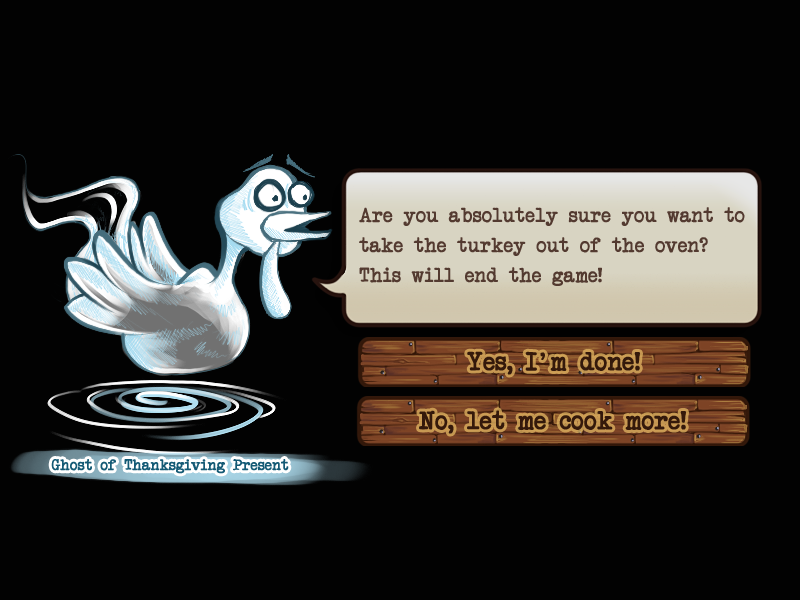 Are you absolutely sure you want to
take the turkey out of the oven?
This will end the game!
Yes, I'm done!
No, let me cook more!
Ghost of Thanksgiving Present